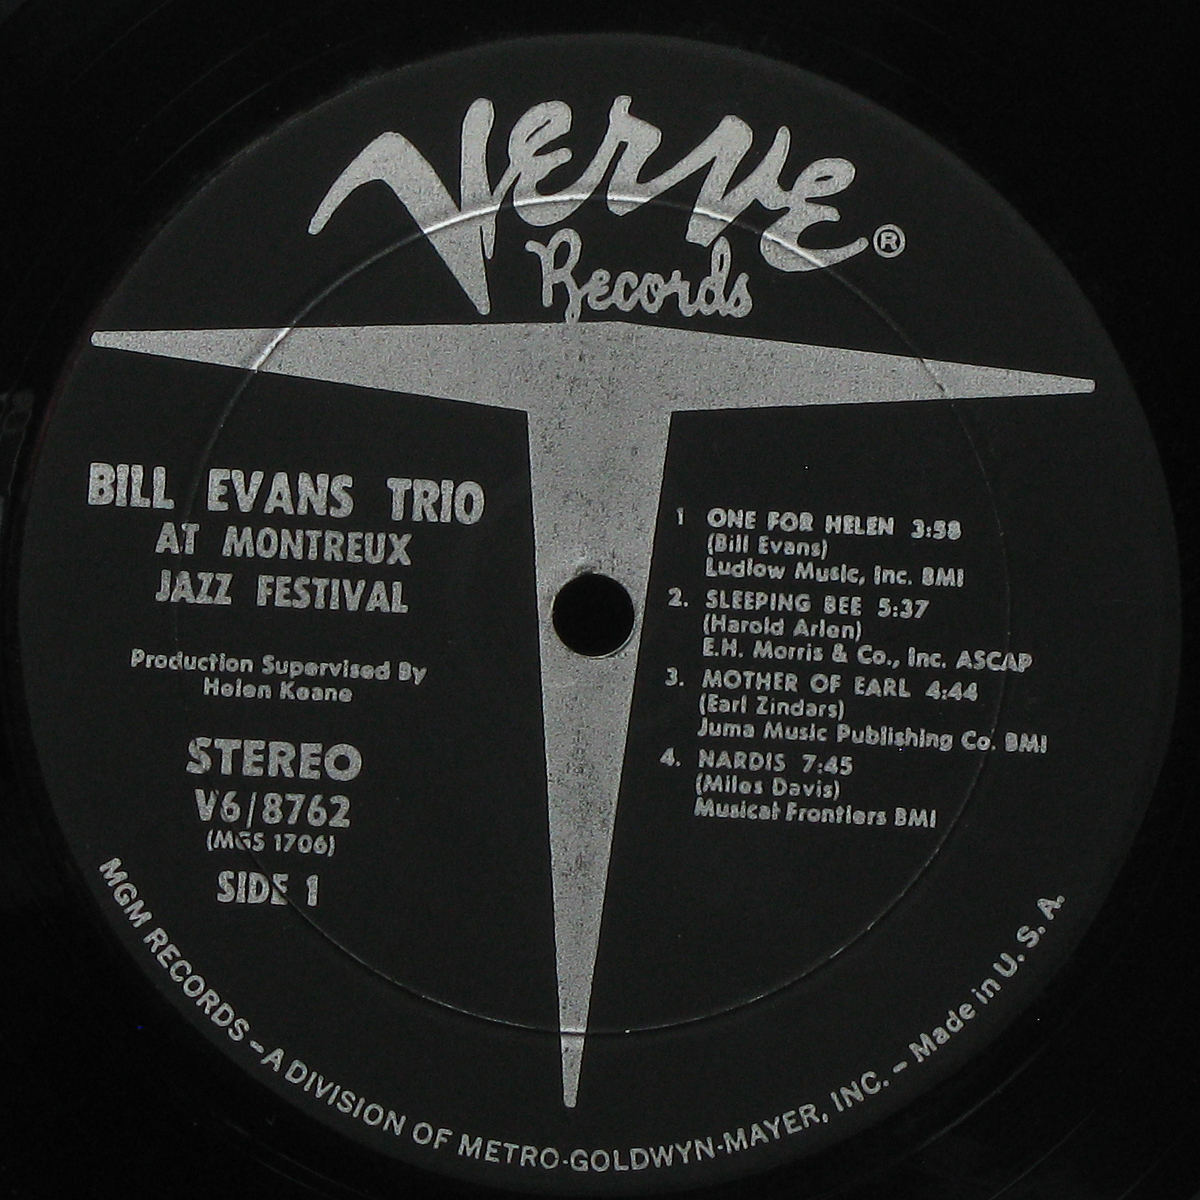 Verve ®
Records
BILL EVANS TRIO
AT MONTREUX
JAZZ FESTIVAL
Production Supervised By
Helen Keane
STEREO
V6/8762
(MGS 1706)
SIDE 1
1 ONE FOR HELEN 3:58
(Bill Evans)
Ludlow Music, Inc. BMI
2. SLEEPING BEE 5:37
(Harold Arlen)
E.H. Morris & Co., Inc. ASCAP
3. MOTHER OF EARL 4:44
(Earl Zindars)
Juma Music Publishing Co. BMI
4. NARDIS 7:45
(Miles Davis)
Musical Frontiers BMI
MGM RECORDS – A DIVISION OF METRO-GOLDWYN-MAYER, INC. – Made in U. S. A.